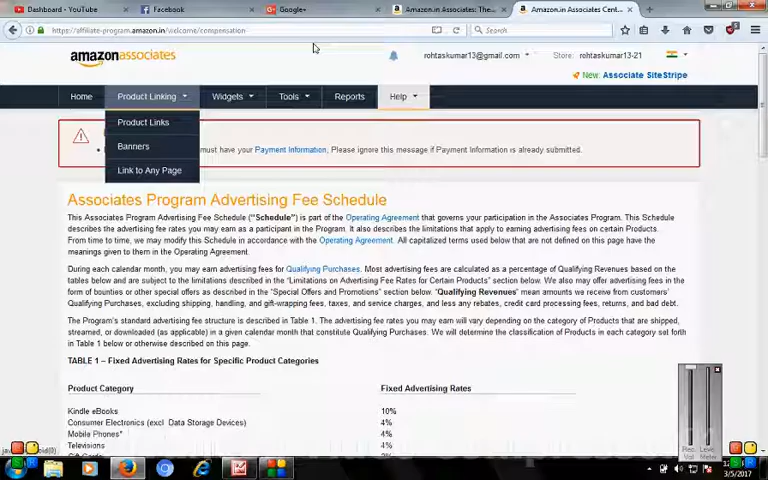 Dashboard - YouTube
Facebook
Google+
Amazon.in Associates: The...
Amazon.in Associates Cent...
https://affiliate-program.amazon.in/welcome/compensation
Search
amazonassociates
rohtaskumar13@gmail.com
Store: rohtaskumar13-21
New: Associate SiteStripe
Home
Product Linking
Widgets
Tools
Reports
Help
Product Links
Banners
Link to Any Page
must have your Payment Information, Please ignore this message if Payment Information is already submitted.
Associates Program Advertising Fee Schedule
This Associates Program Advertising Fee Schedule ("Schedule") is part of the Operating Agreement that governs your participation in the Associates Program. This Schedule
describes the advertising rates you may earn as a participant in the Program. It also describes the limitations that apply to earning advertising fees on certain Products.
From time to time, we may modify this Schedule in accordance with the Operating Agreement. All capitalized terms used below that are not defined on this page have the
meanings given to them in the Operating Agreement.
During each calendar month, you may earn advertising fees for Qualifying Purchases. Most advertising fees are calculated as a percentage of Qualifying Revenues based on the
tables below and are subject to the limitations described in the "Limitations on Advertising Fee Rates for Certain Products" section below. We also may offer advertising fees in the
form of bounties or other special offers as described in the "Special Offers and Promotions" section below. "Qualifying Revenues" mean amounts we receive from customers'
Qualifying Purchases, excluding shipping, handling, and gift-wrapping fees, taxes, and service charges, and less any rebates, credit card processing fees, returns, and bad debt.
The Program's standard advertising fee structure is described in Table 1. The advertising fee rates you may earn will vary depending on the category of Products that are shipped,
streamed, or downloaded (as applicable) in a given calendar month that constitute Qualifying Purchases. We will determine the classification of Products in each category set forth
in Table 1 below or otherwise described on this page.
TABLE 1 – Fixed Advertising Rates for Specific Product Categories
Product Category
Fixed Advertising Rates
Kindle eBooks
10%
Consumer Electronics (excl. Data Storage Devices)
4%
Mobile Phones*
4%
Televisions
4%
Rec. Vol
Level Meter
3/5/2017